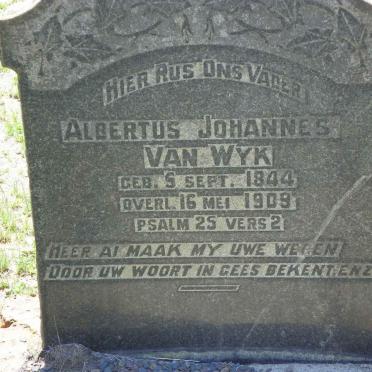 HIER RUS ONS VADER
ALBERTUS JOHANNES
VAN WYK
GEB. 5 SEPT. 1844
OVERL. 16 MEI 1909
PSALM 25 VERS 2
HEER AI MAAK MY UWE WEGEN
DOOR UW WOORT IN GEES BEKENT. ENZ